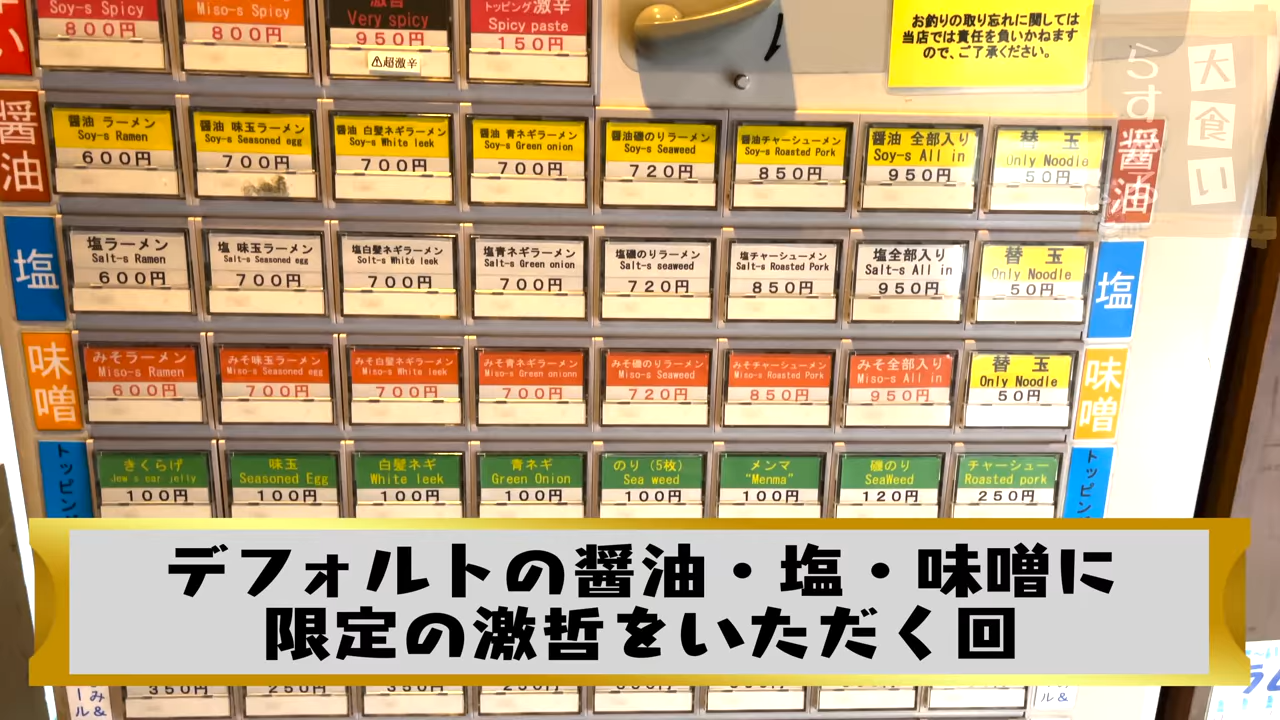 Soy-s Spicy
800円
Miso-s Spicy
800円
Very spicy
950円
⚠超激辛
トッピング激辛
Spicy paste
150円
お釣りの取り忘れに関しては
当店では責任を負いかねます
ので、ご了承ください。
大食い
らすかる
醤油
醤油 ラーメン
Soy-s Ramen
600円
醤油 味玉ラーメン
Soy-s Seasoned egg
700円
醤油 白髪ネギラーメン
Soy-s White leek
700円
醤油 青ネギラーメン
Soy-s Green onion
700円
醤油磯のりラーメン
Soy-s Seaweed
720円
醤油チャーシューメン
Soy-s Roasted Pork
850円
醤油 全部入り
Soy-s All in
950円
替 玉
Only Noodle
50円
醤油
塩
塩ラーメン
Salt-s Ramen
600円
塩 味玉ラーメン
Salt-s Seasoned egg
700円
塩白髪ネギラーメン
Solt-s White leek
700円
塩青ネギラーメン
Salt-s Green onion
700円
塩磯のりラーメン
Salt-s seaweed
720円
塩チャーシューメン
Salt-s Roasted Pork
850円
塩全部入り
Salt-s All in
950円
替 玉
Only Noodle
50円
塩
味噌
みそラーメン
Miso-s Ramen
600円
みそ味玉ラーメン
Miso-s Seasoned egg
700円
みそ白髪ネギラーメン
Miso-s White leek
700円
みそ青ネギラーメン
Miso-s Green onionn
700円
みそ磯のりラーメン
Miso-s Seaweed
720円
みそチャーシューメン
Miso-s Roasted Pork
850円
みそ全部入り
Miso-s All in
950円
替 玉
Only Noodle
50円
味噌
トッピン
きくらげ
Jew's ear jelly
100円
味玉
Seasoned Egg
100円
白髪ネギ
White leek
100円
青ネギ
Green Onion
100円
のり（5枚）
Sea weed
100円
メンマ
“Menma”
100円
磯のり
SeaWeed
120円
チャーシュー
Roasted pork
250円
トッピン
デフォルトの醤油・塩・味噌に
限定の激哲をいただく回
350円
250円
350円
250円